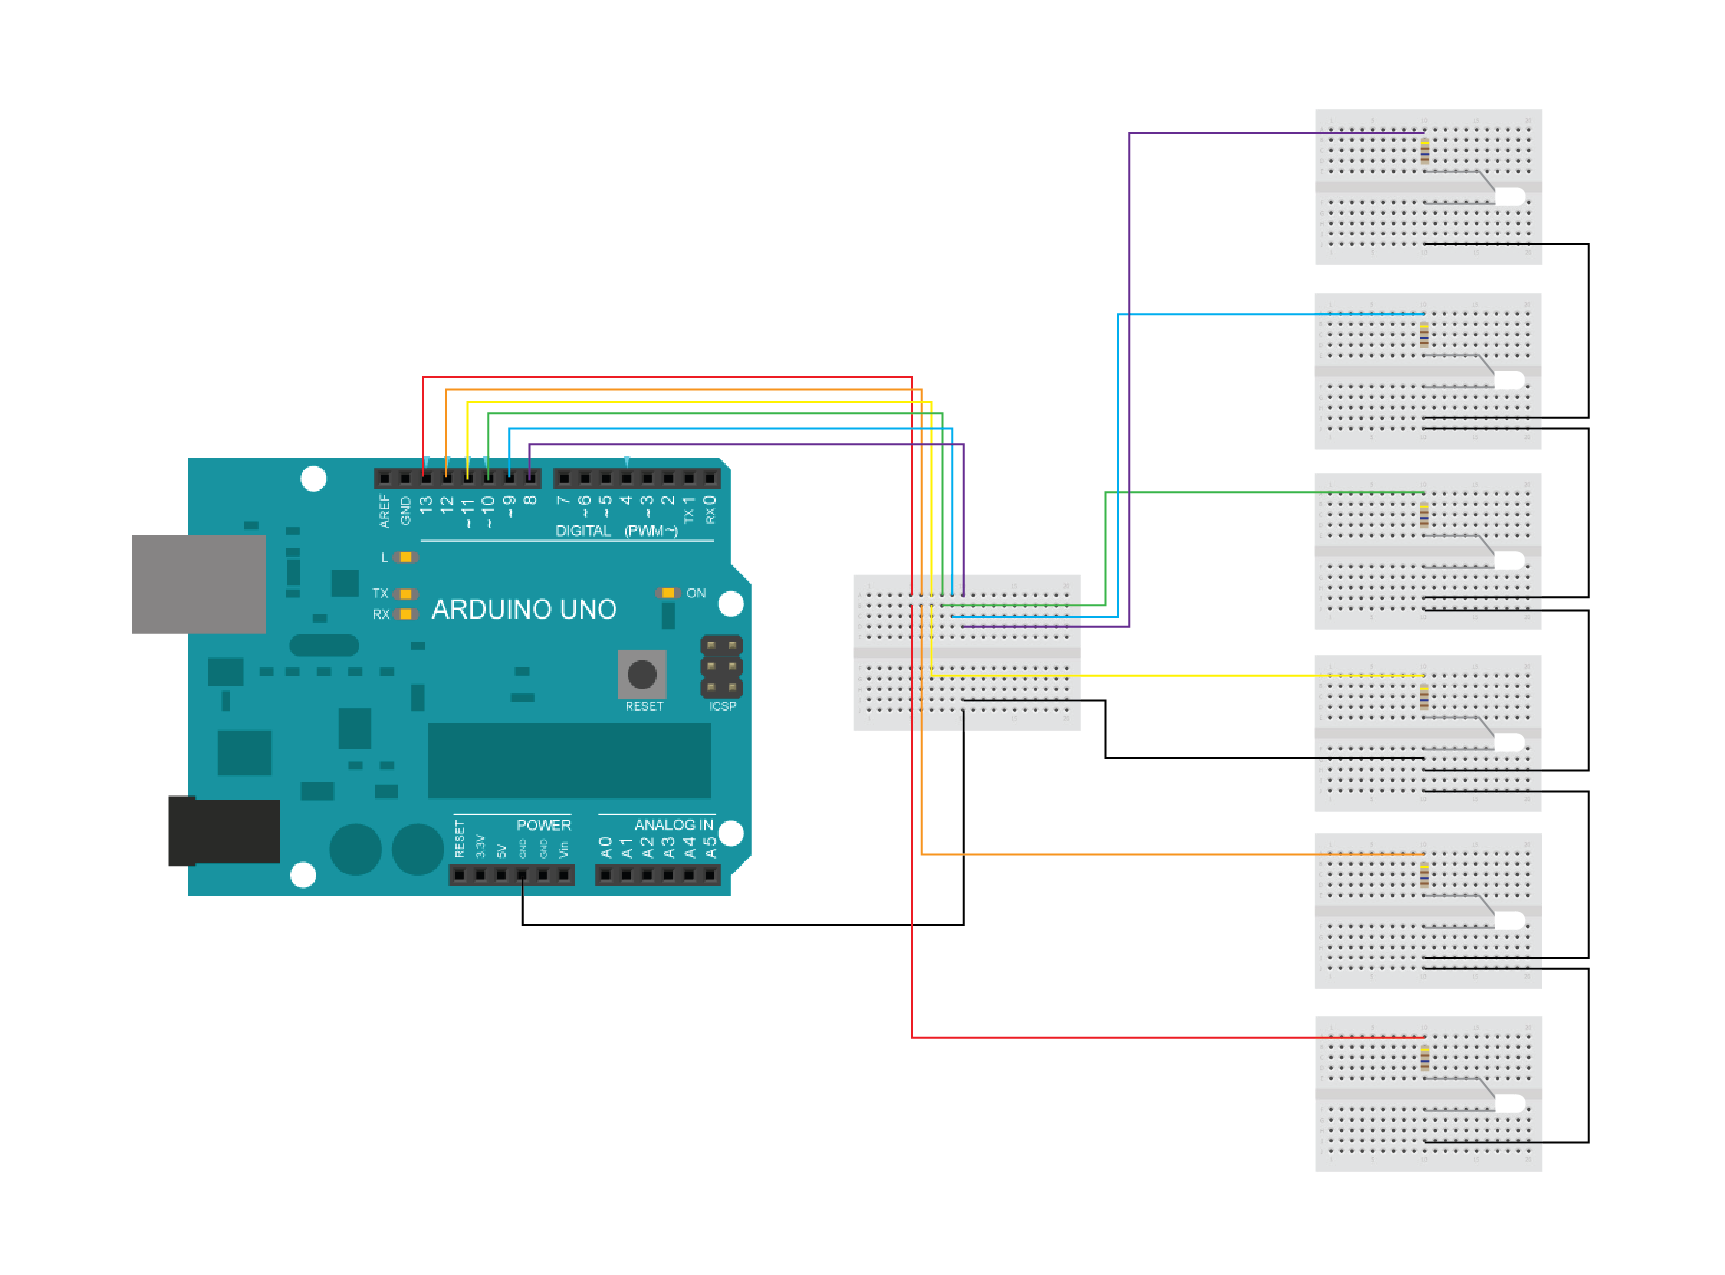 AREF
GND
13
12
~11
~10
~9
8
7
~6
~5
4
~3
2
TX 1
RX 0
DIGITAL (PWM~)
L
TX
RX
ARDUINO UNO
ON
RESET
ICSP
POWER
ANALOG IN
RESET
3.3V
5V
GND
GND
Vin
A0
A1
A2
A3
A4
A5